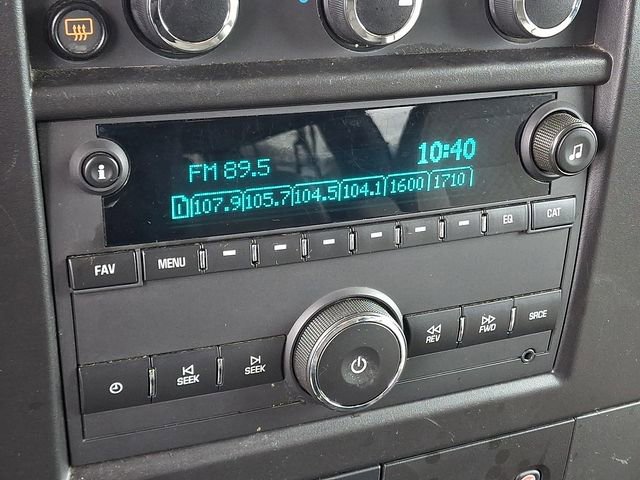 FM 89.5
10:40
1 107.9 105.7 104.5 104.1 1600 1710
i
FAV
MENU
EQ
CAT
SEEK
SEEK
REV
FWD
SRCE